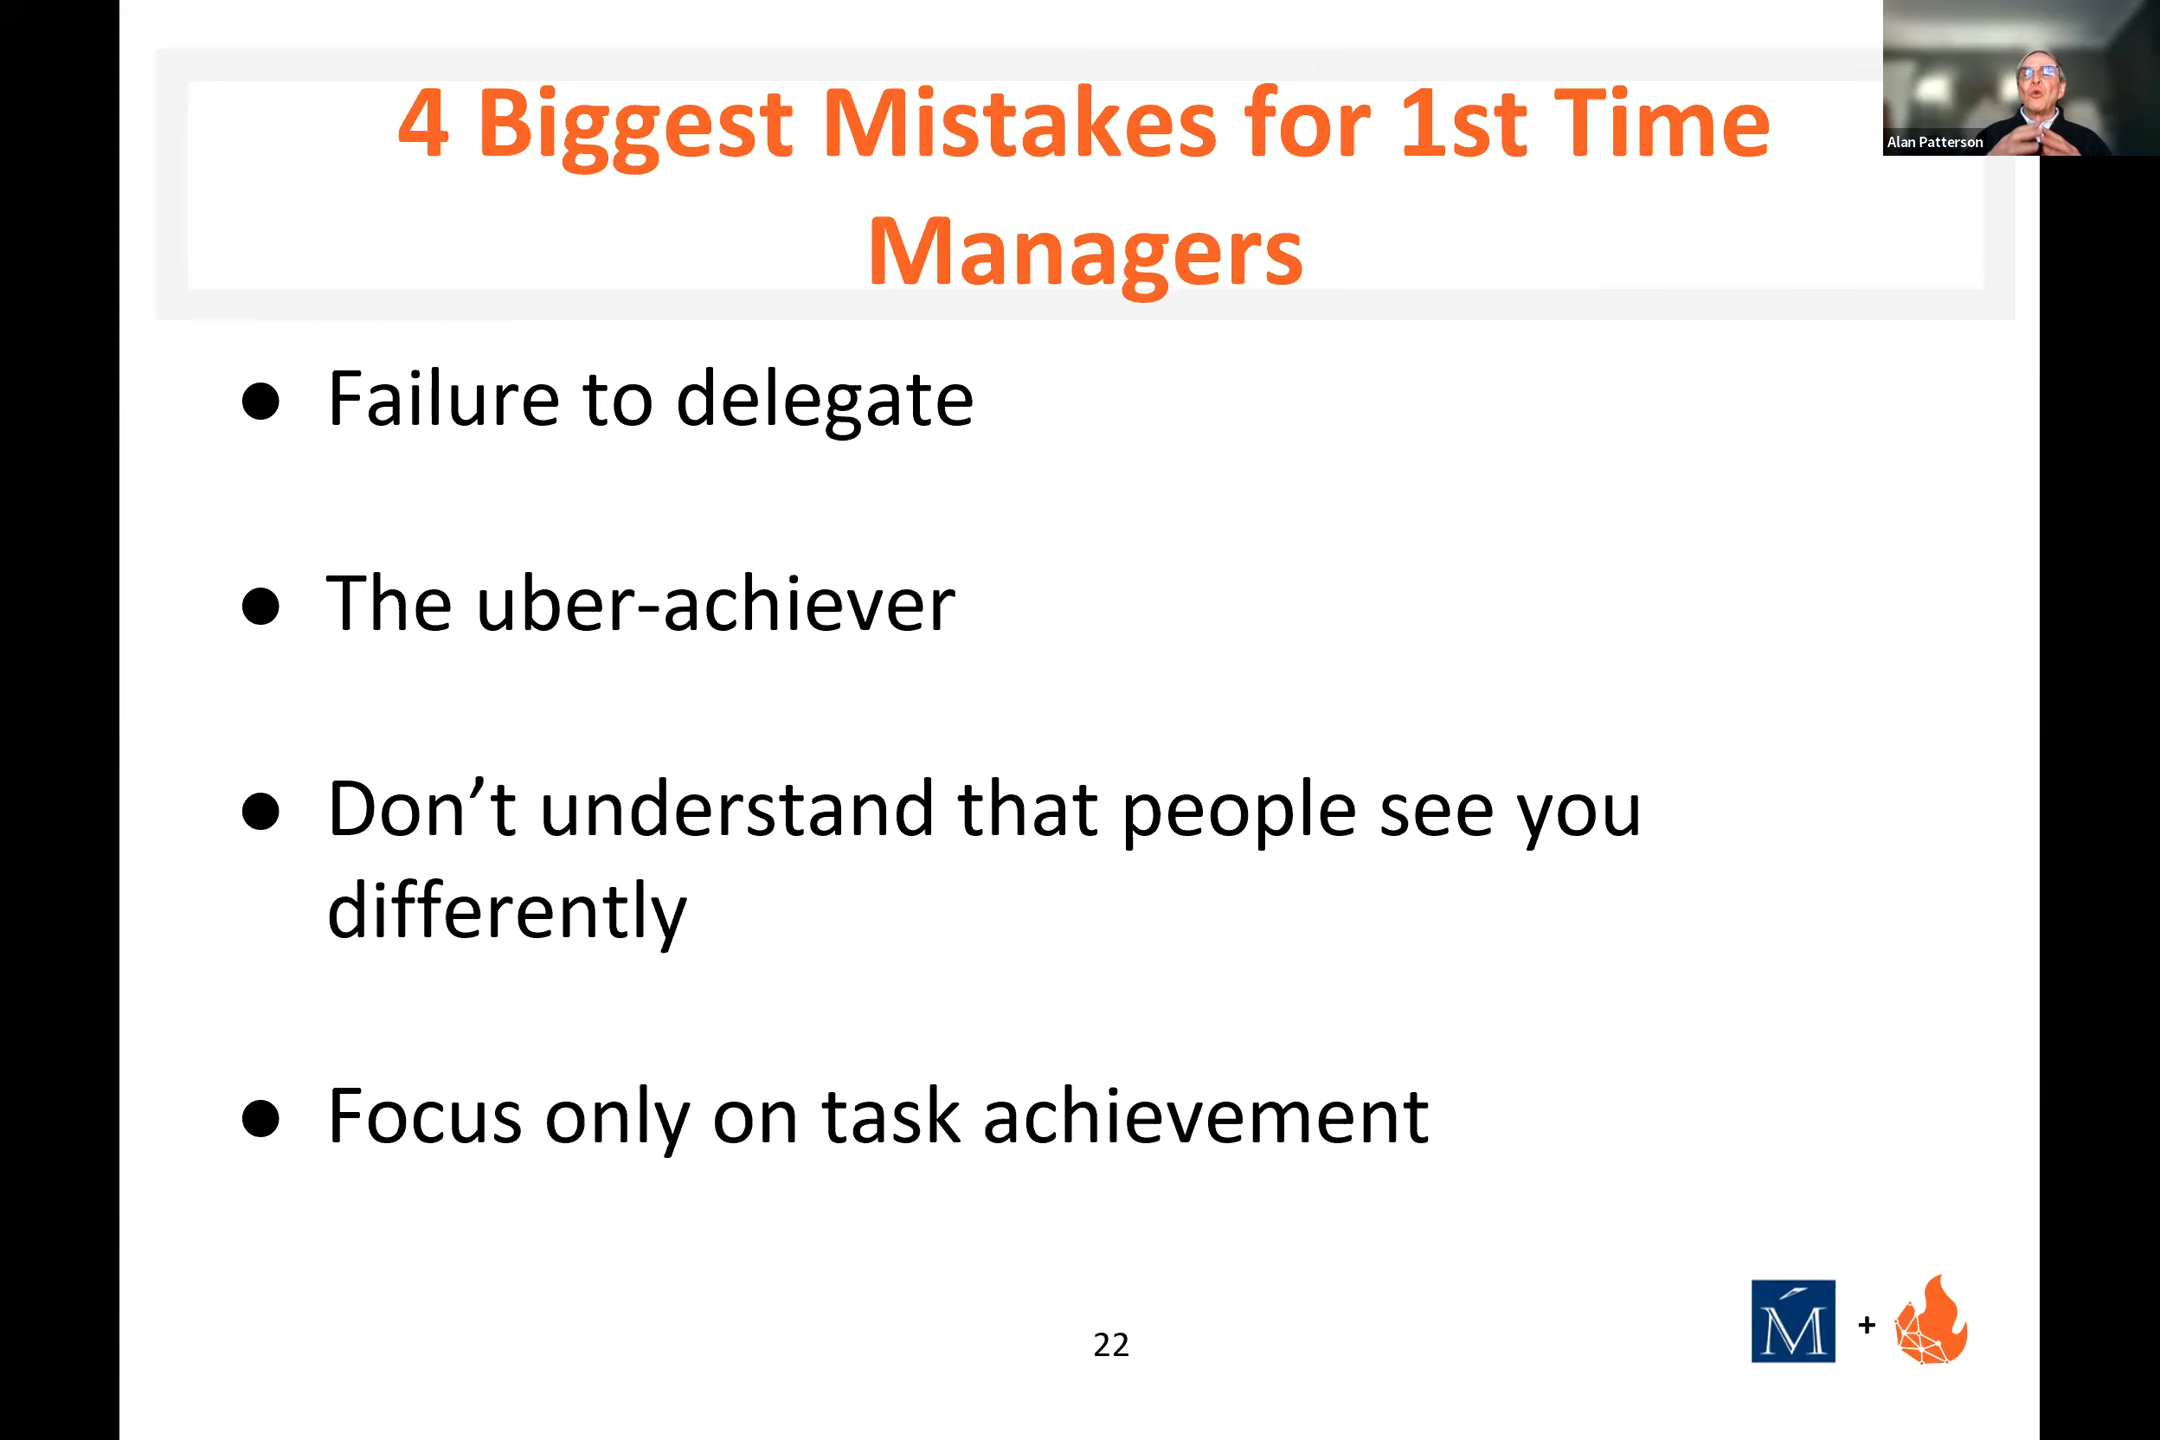 4 Biggest Mistakes for 1st Time
Managers
Alan Patterson
● Failure to delegate
● The uber-achiever
● Don’t understand that people see you
differently
● Focus only on task achievement
22
M +